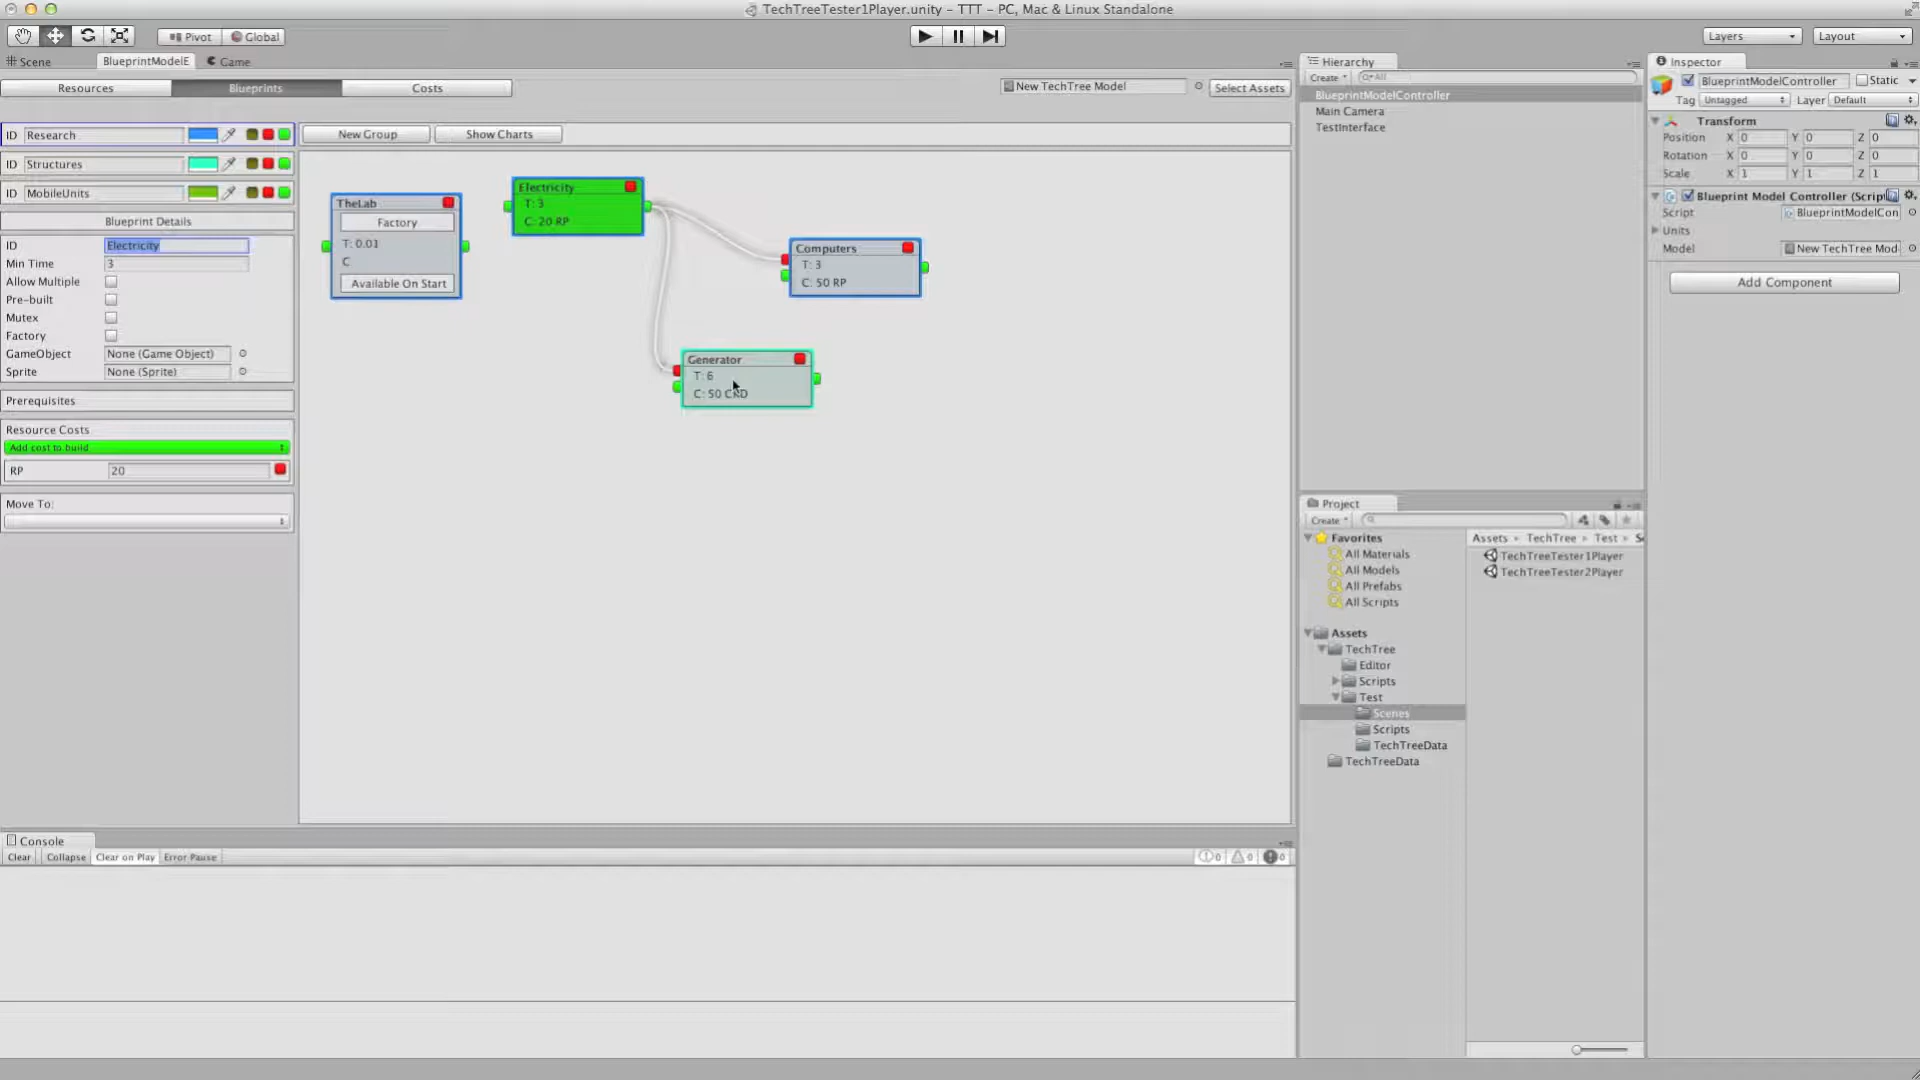 TechTreeTester1Player.unity – TTT – PC, Mac & Linux Standalone
Pivot Global Layers Layout
Scene BlueprintModelE Game
Resources Blueprints Costs New TechTree Model Select Assets
ID Research
ID Structures
ID MobileUnits
New Group Show Charts
Blueprint Details
ID Electricity
Min Time 3
Allow Multiple
Pre-built
Mutex
Factory
GameObject None (Game Object)
Sprite None (Sprite)
Prerequisites
Resource Costs
Add cost to build
RP 20
Move To:
TheLab
Factory
T: 0.01
C
Available On Start
Electricity
T: 3
C: 20 RP
Computers
T: 3
C: 50 RP
Generator
T: 6
C: 50 CRD
Console
Clear Collapse Clear on Play Error Pause 0 0 0
Hierarchy
Create All
BlueprintModelController
Main Camera
TestInterface
Project
Create
Favorites
All Materials
All Models
All Prefabs
All Scripts
Assets
TechTree
Editor
Scripts
Test
Scenes
Scripts
TechTreeData
TechTreeData
Assets TechTree Test S
TechTreeTester1Player
TechTreeTester2Player
Inspector
BlueprintModelController Static
Tag Untagged Layer Default
Transform
Position X 0 Y 0 Z 0
Rotation X 0 Y 0 Z 0
Scale X 1 Y 1 Z 1
Blueprint Model Controller (Script
Script BlueprintModelCon
Units
Model New TechTree Mod
Add Component